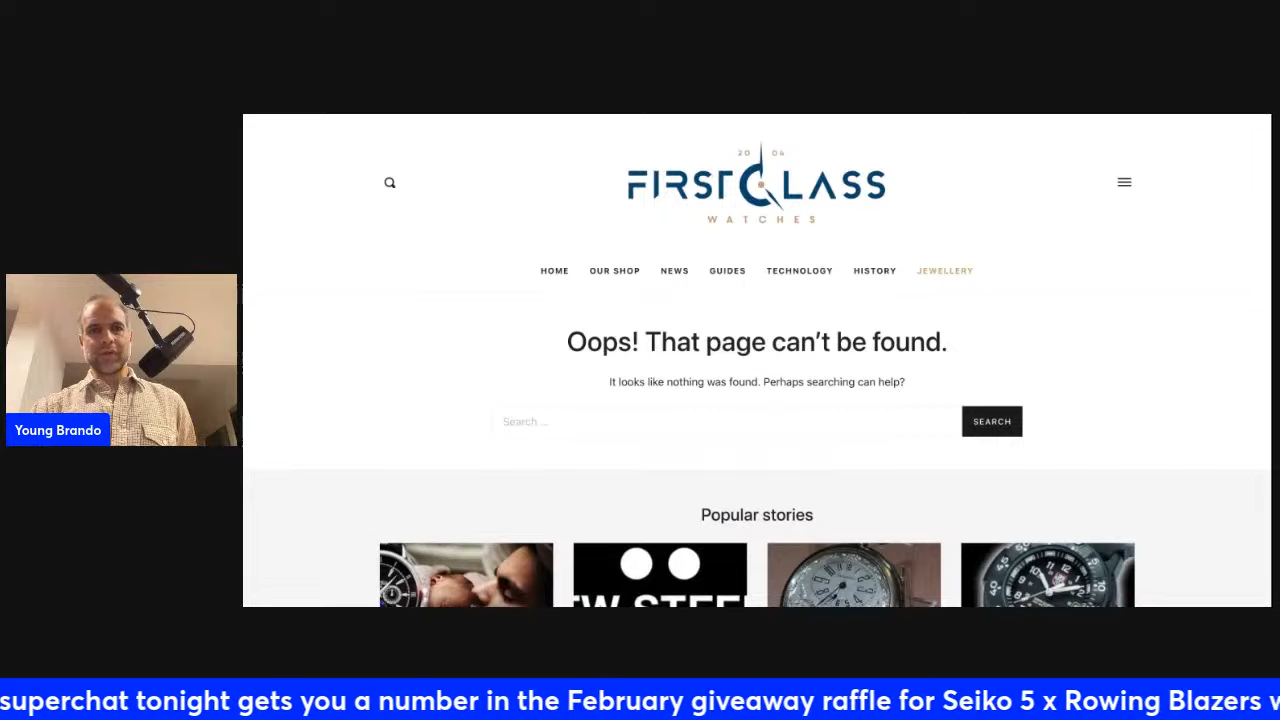 20 04
FIRST CLASS
WATCHES
HOME OUR SHOP NEWS GUIDES TECHNOLOGY HISTORY JEWELLERY
Oops! That page can’t be found.
It looks like nothing was found. Perhaps searching can help?
Search ... SEARCH
Popular stories
Young Brando
superchat tonight gets you a number in the February giveaway raffle for Seiko 5 x Rowing Blazers